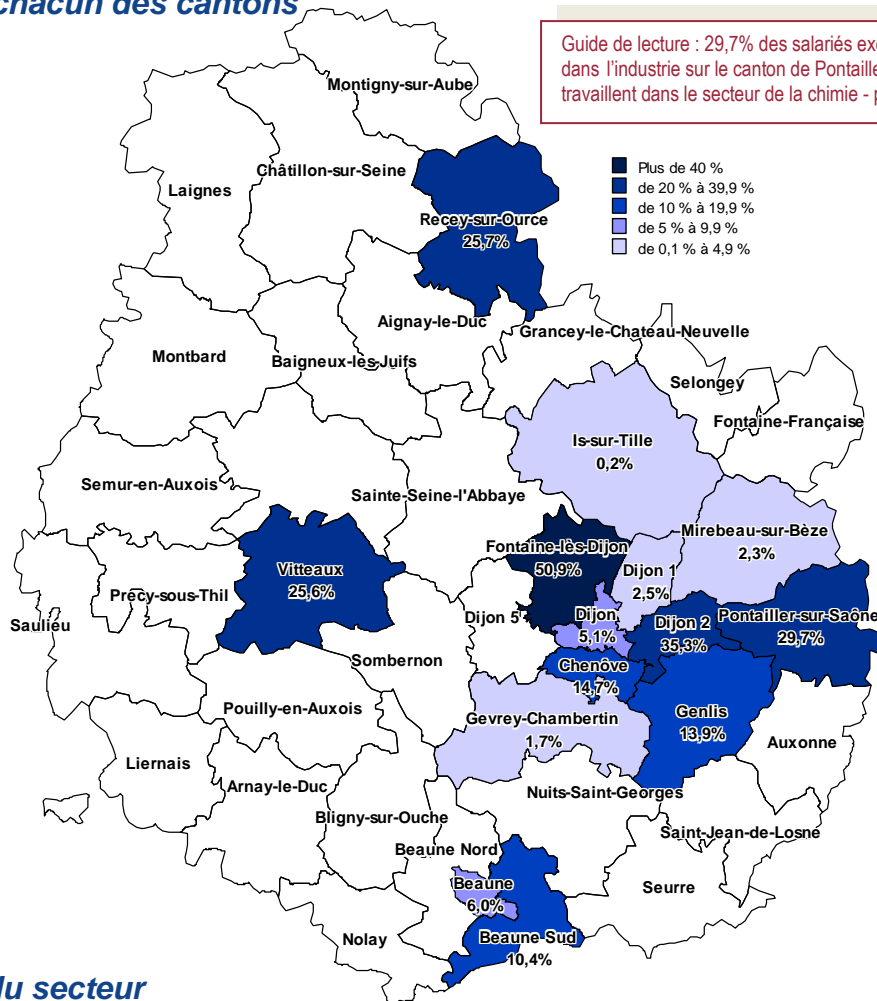 chacun des cantons
Guide de lecture : 29,7% des salariés
dans l'industrie sur le canton de
travaillent dans le secteur de la chimie -
Plus de 40 %
de 20 % à 39,9 %
de 10 % à 19,9 %
de 5 % à 9,9 %
de 0,1 % à 4,9 %
Montigny-sur-Aube
Châtillon-sur-Seine
Laignes
Recey-sur-Ource
25,7%
Aignay-le-Duc
Grancey-le-Chateau-Neuvelle
Montbard
Baigneux-les-Juifs
Selongey
Fontaine-Française
Is-sur-Tille
0,2%
Semur-en-Auxois
Sainte-Seine-l'Abbaye
Mirebeau-sur-Bèze
2,3%
Fontaine-lès-Dijon
50,9%
Dijon 1
2,5%
Vitteaux
25,6%
Précy-sous-Thil
Saulieu
Dijon 5
Dijon
5,1%
Dijon 2
35,3%
Pontailler-sur-Saône
29,7%
Sombernon
Chenôve
14,7%
Pouilly-en-Auxois
Gevrey-Chambertin
1,7%
Genlis
13,9%
Auxonne
Liernais
Arnay-le-Duc
Nuits-Saint-Georges
Bligny-sur-Ouche
Saint-Jean-de-Losne
Beaune Nord
Beaune
6,0%
Seurre
Nolay
Beaune Sud
10,4%
du secteur